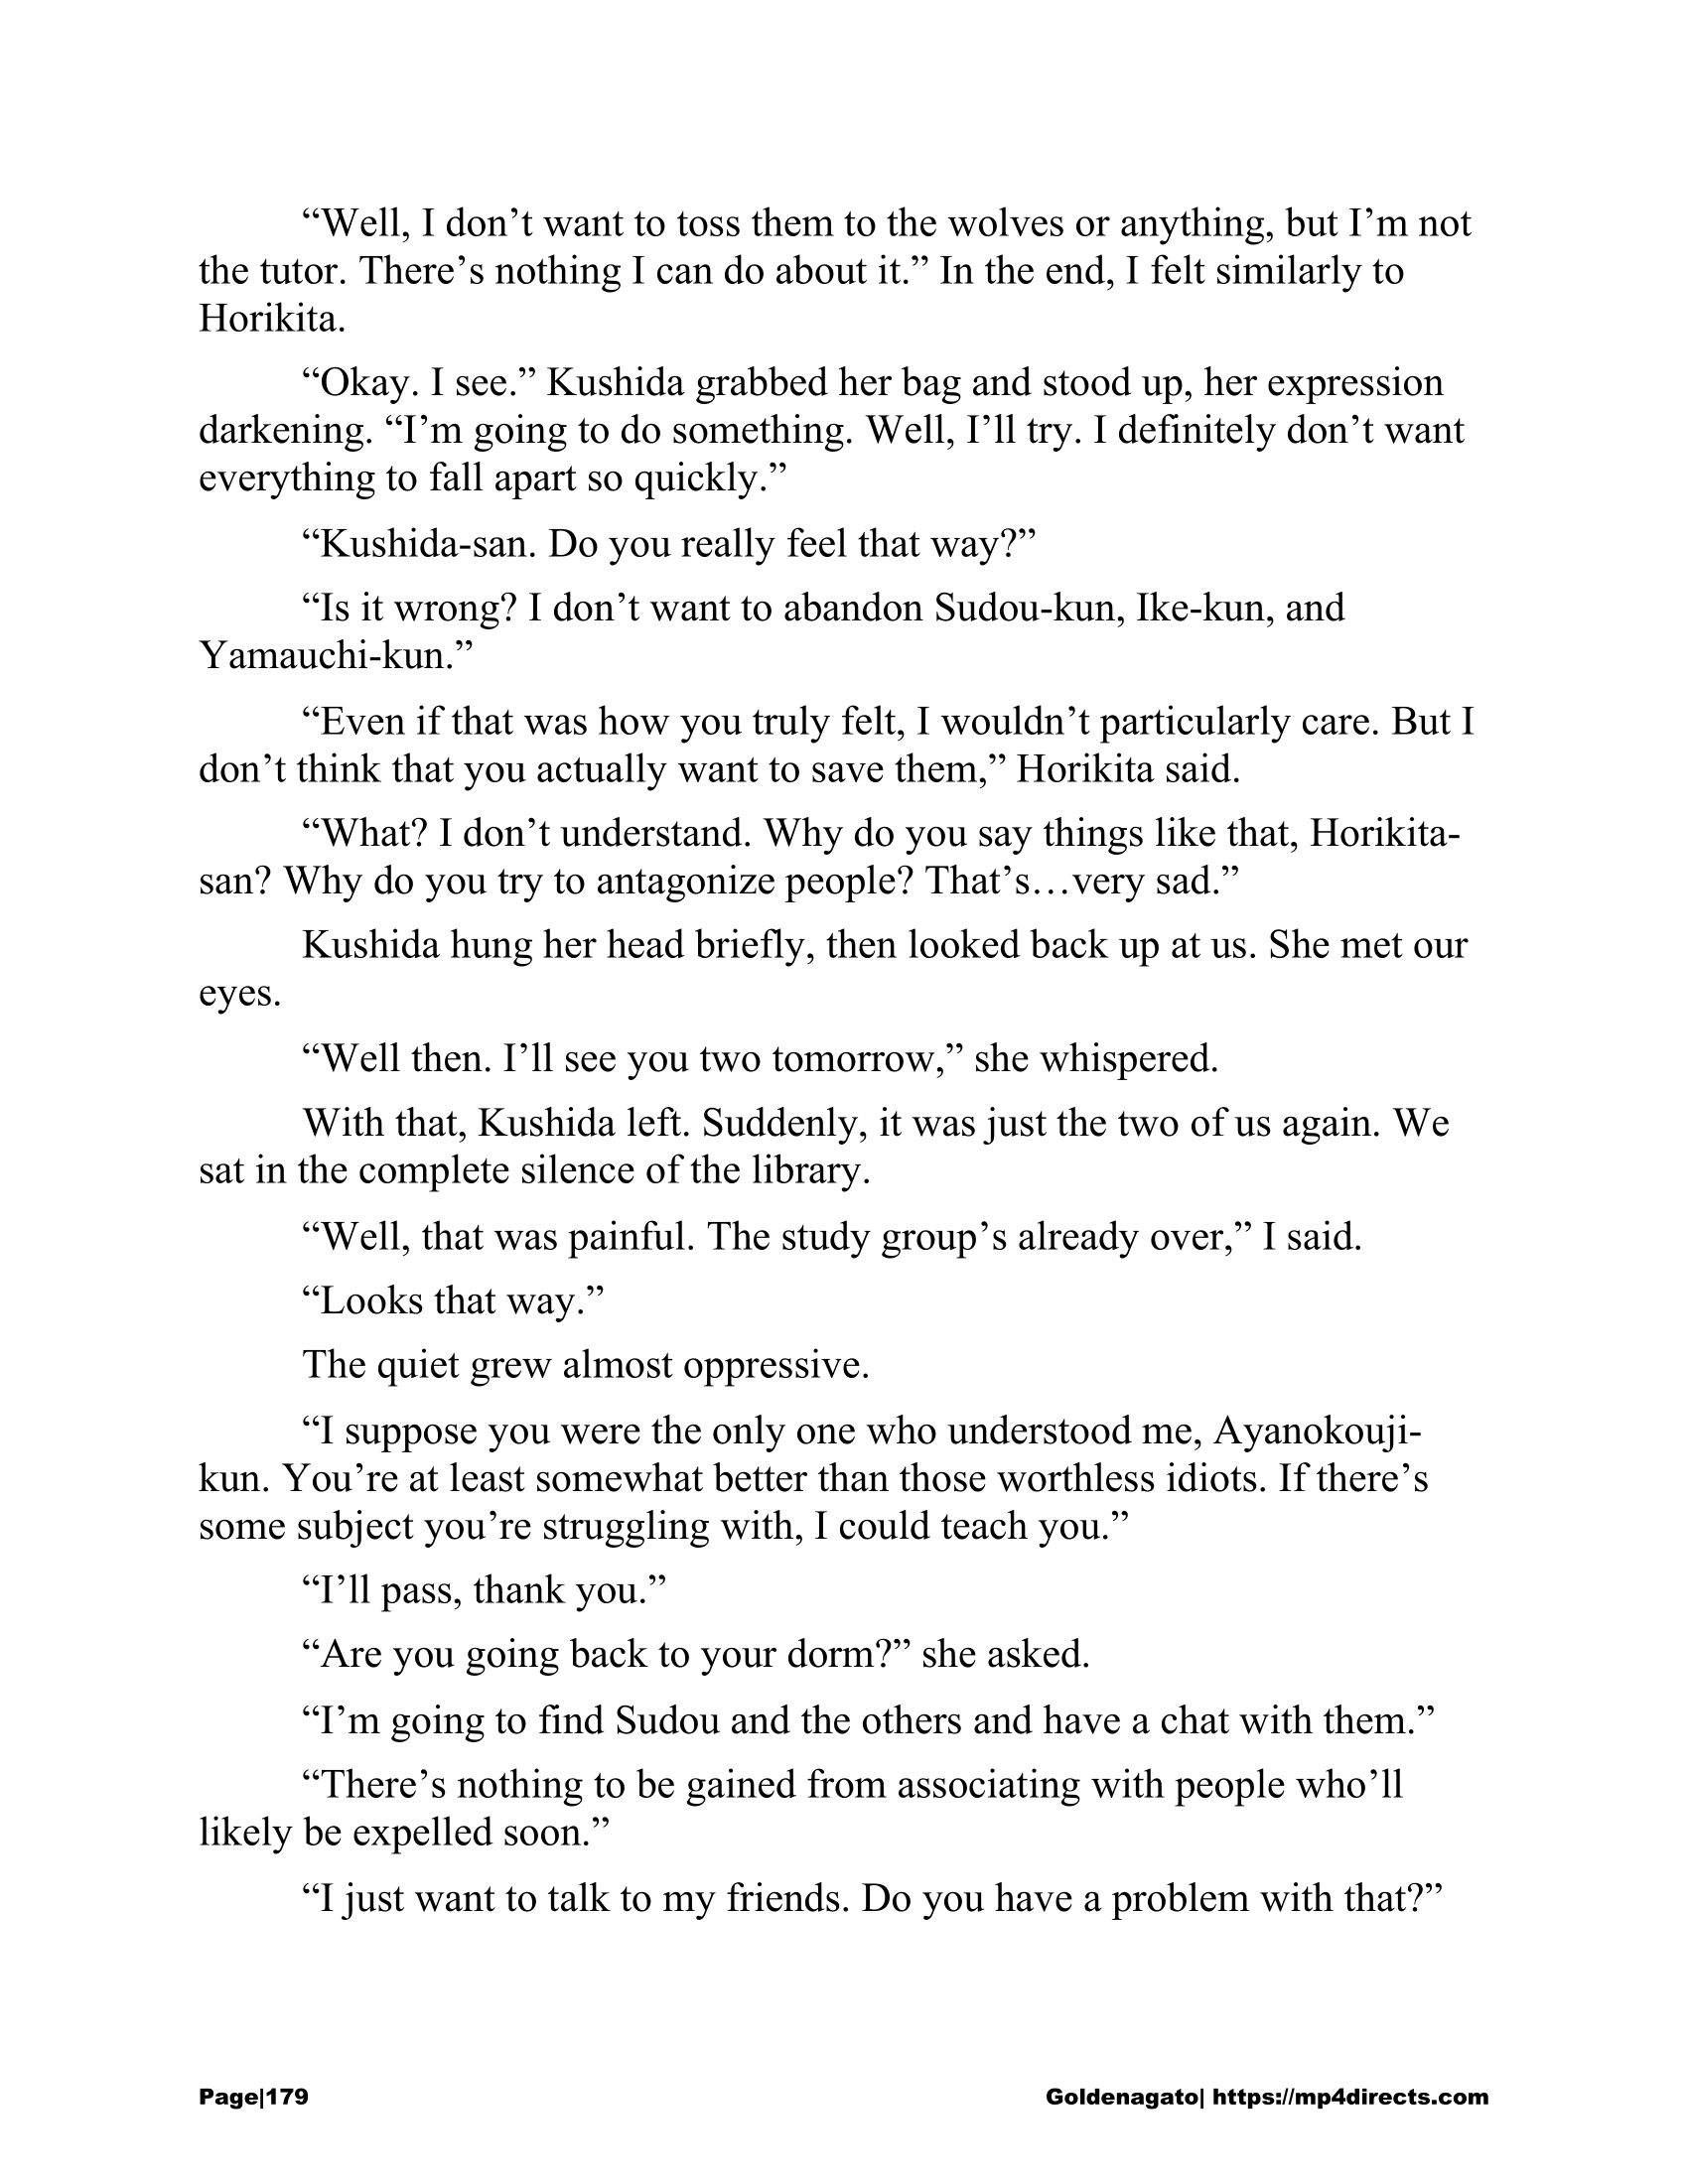 “Well, I don’t want to toss them to the wolves or anything, but I’m not
the tutor. There’s nothing I can do about it.” In the end, I felt similarly to
Horikita.
“Okay. I see.” Kushida grabbed her bag and stood up, her expression
darkening. “I’m going to do something. Well, I’ll try. I definitely don’t want
everything to fall apart so quickly.”
“Kushida-san. Do you really feel that way?”
“Is it wrong? I don’t want to abandon Sudou-kun, Ike-kun, and
Yamauchi-kun.”
“Even if that was how you truly felt, I wouldn’t particularly care. But I
don’t think that you actually want to save them,” Horikita said.
“What? I don’t understand. Why do you say things like that, Horikita-
san? Why do you try to antagonize people? That’s…very sad.”
Kushida hung her head briefly, then looked back up at us. She met our
eyes.
“Well then. I’ll see you two tomorrow,” she whispered.
With that, Kushida left. Suddenly, it was just the two of us again. We
sat in the complete silence of the library.
“Well, that was painful. The study group’s already over,” I said.
“Looks that way.”
The quiet grew almost oppressive.
“I suppose you were the only one who understood me, Ayanokouji-
kun. You’re at least somewhat better than those worthless idiots. If there’s
some subject you’re struggling with, I could teach you.”
“I’ll pass, thank you.”
“Are you going back to your dorm?” she asked.
“I’m going to find Sudou and the others and have a chat with them.”
“There’s nothing to be gained from associating with people who’ll
likely be expelled soon.”
“I just want to talk to my friends. Do you have a problem with that?”
Page|179 Goldenagato| https://mp4directs.com